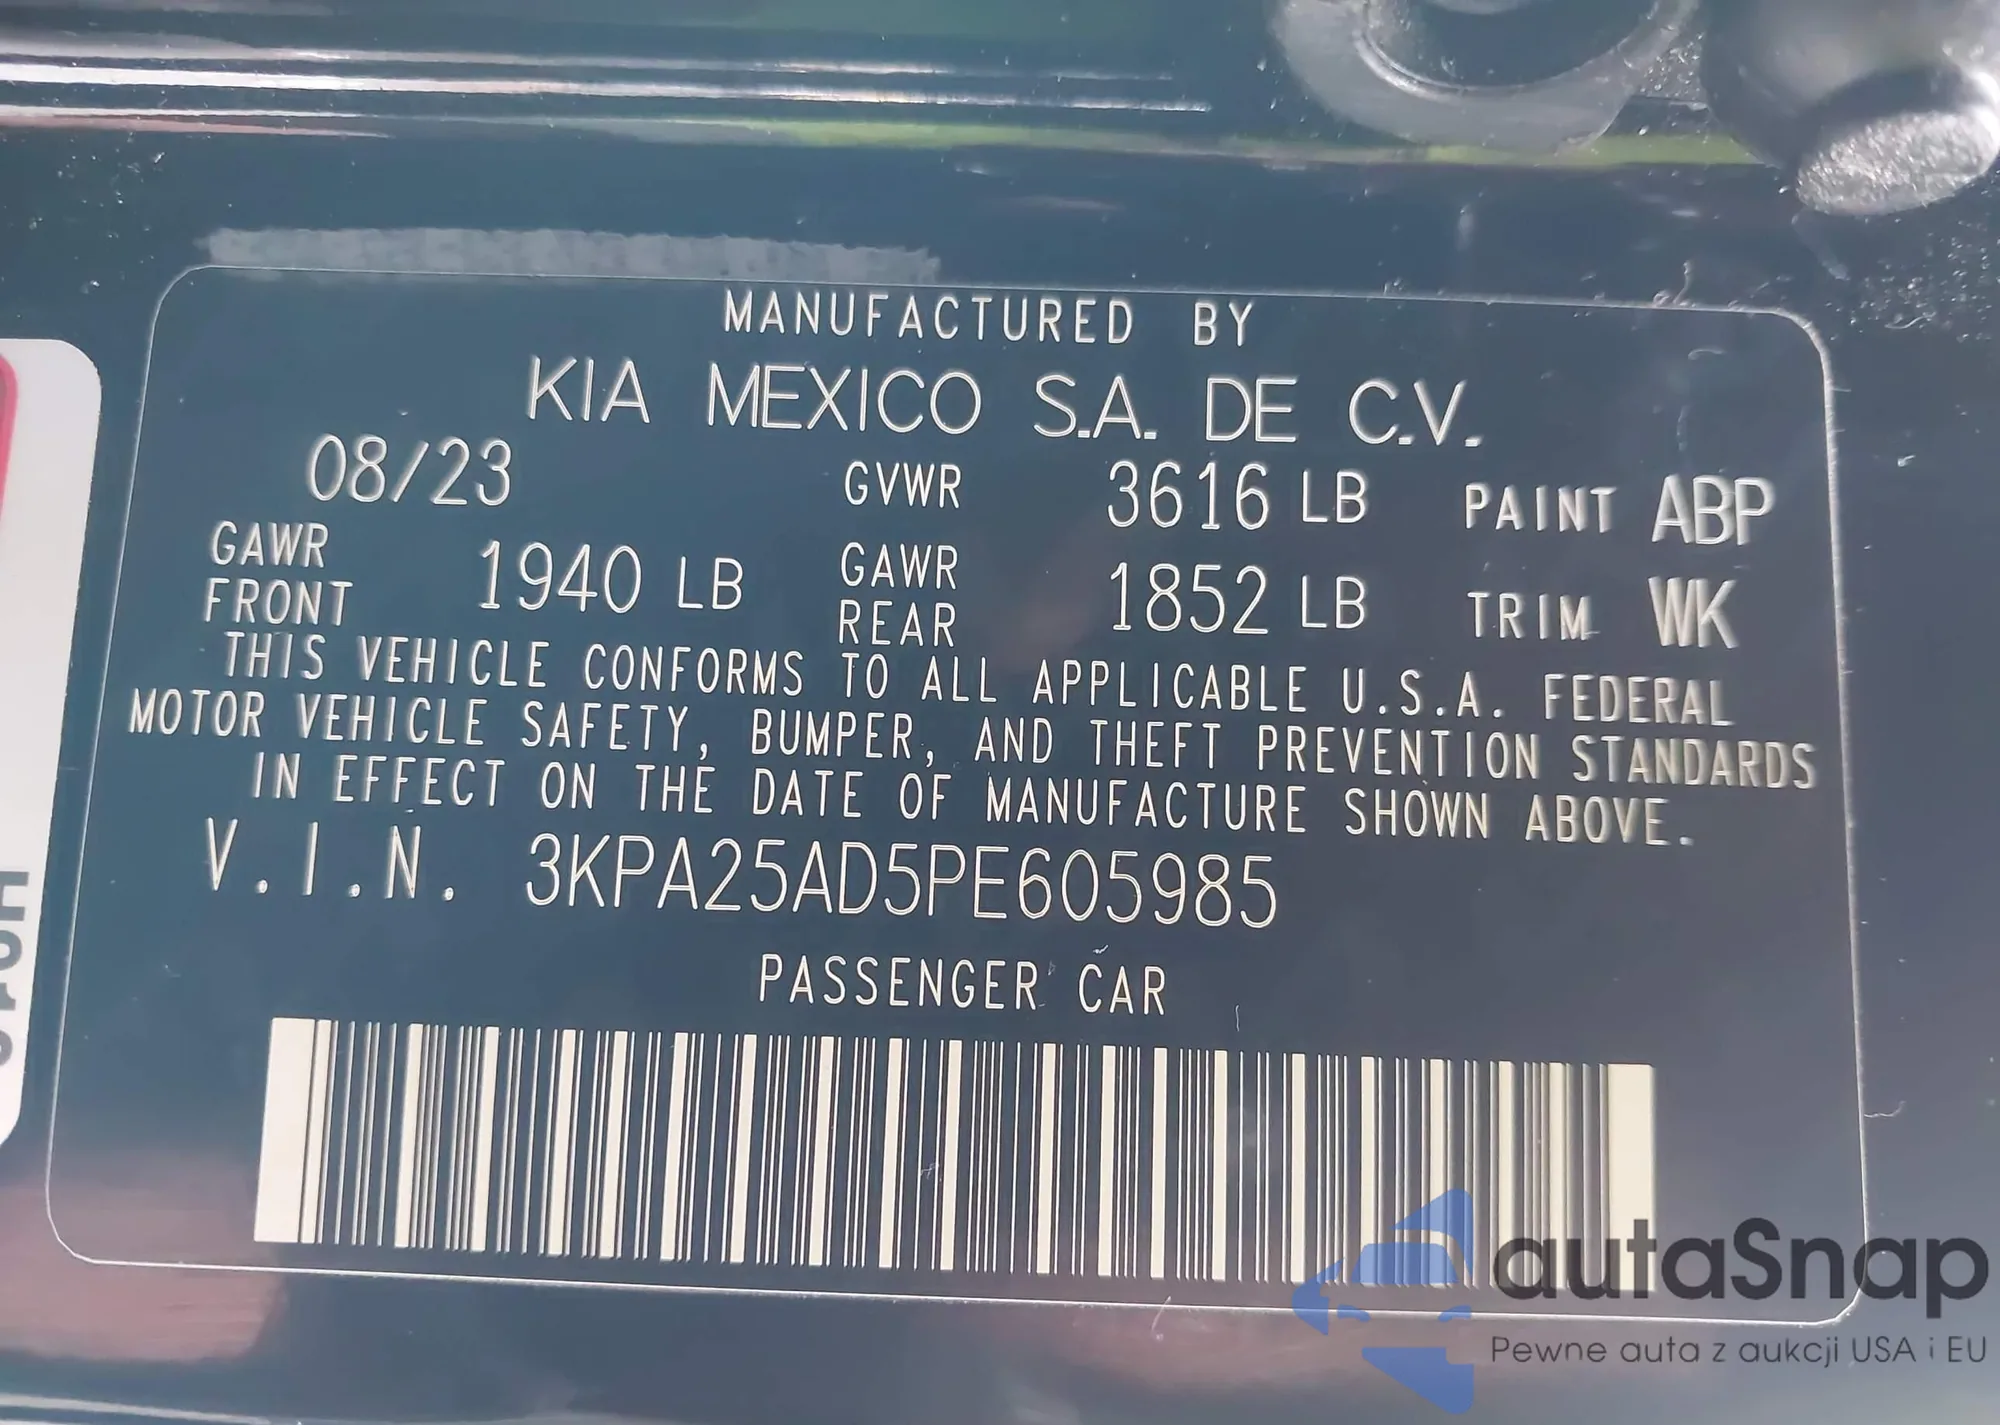 MANUFACTURED BY
KIA MEXICO S.A. DE C.V.
08/23 GVWR 3616 LB PAINT ABP
GAWR FRONT 1940 LB GAWR REAR 1852 LB TRIM WK
THIS VEHICLE CONFORMS TO ALL APPLICABLE U.S.A. FEDERAL
MOTOR VEHICLE SAFETY, BUMPER, AND THEFT PREVENTION STANDARDS
IN EFFECT ON THE DATE OF MANUFACTURE SHOWN ABOVE.
V.I.N. 3KPA25AD5PE605985
PASSENGER CAR
autaSnap
Pewne auta z aukcji USA i EU